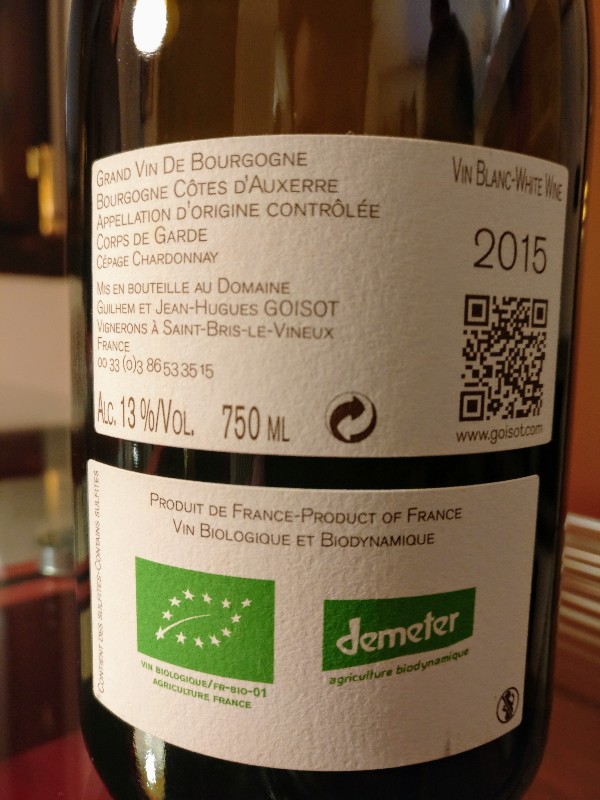 GRAND VIN DE BOURGOGNE
BOURGOGNE CÔTES D'AUXERRE
APPELLATION D'ORIGINE CONTRÔLÉE
CORPS DE GARDE
CÉPAGE CHARDONNAY
MIS EN BOUTEILLE AU DOMAINE
GUILHEM ET JEAN-HUGUES GOISOT
VIGNERONS À SAINT-BRIS-LE-VINEUX
FRANCE
00 33 (0)3 86 53 35 15
ALC. 13 %/VOL. 750 ML
VIN BLANC-WHITE WINE
2015
www.goisot.com
CONTIENT DES SULFITES-CONTAINS SULFITES
PRODUIT DE FRANCE-PRODUCT OF FRANCE
VIN BIOLOGIQUE ET BIODYNAMIQUE
VIN BIOLOGIQUE/FR-BIO-01
AGRICULTURE FRANCE
demeter
agriculture biodynamique